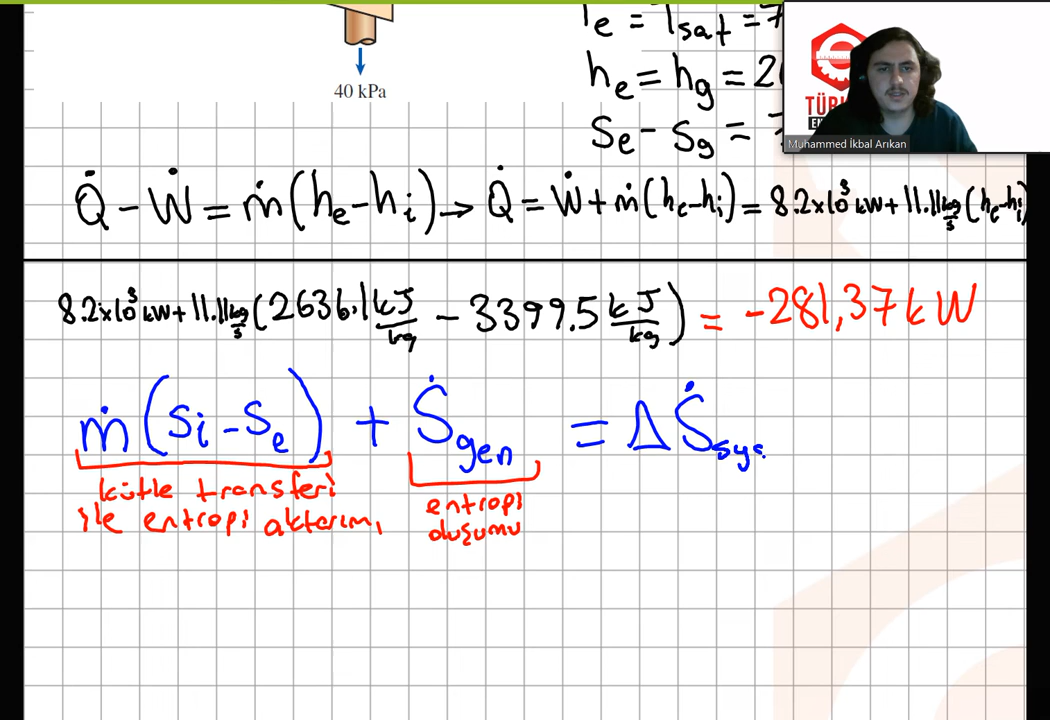 Te = Tsat = 7
he = hg = 2
40 kPa
TÜRK
Se - Sg =
Muhammed İkbal Arıkan
Q̇ - Ẇ = ṁ(he - hi) → Q̇ = Ẇ + ṁ(he - hi) = 8.2x10³ kW + 11.11 kg/s (he - hi)
8.2x10³ kW + 11.11 kg/s (2636,1 kJ/kg - 3399.5 kJ/kg) = -281,37 kW
ṁ(Si - Se) + Ṡgen = ΔṠsys
kütle transferi
ile entropi aktarımı
entropi
oluşumu